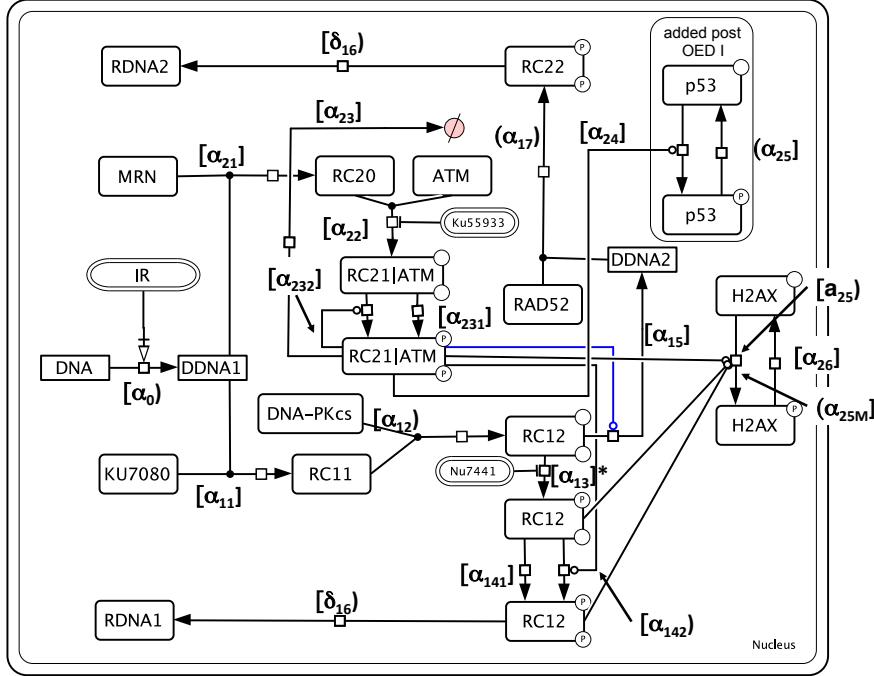 added post
OED I
[δ₁₆)
RDNA2
RC22
P
P
p53
[α₂₃]
(α₁₇)
[α₂₄]
(α₂₅]
[α₂₁]
MRN
RC20
ATM
p53
P
[α₂₂]
Ku55933
IR
RC21|ATM
DDNA2
[α₂₃₂]
H2AX
[a₂₅)
RAD52
[α₂₃₁]
[α₁₅]
RC21|ATM
P
P
[α₂₆]
DNA
DDNA1
[α₀)
DNA-PKcs
[α₁₂)
(α₂₅M]
H2AX
P
RC12
KU7080
RC11
Nu7441
[α₁₃]*
[α₁₁]
RC12
P
[α₁₄₁]
[δ₁₆)
RDNA1
RC12
P
P
[α₁₄₂)
Nucleus